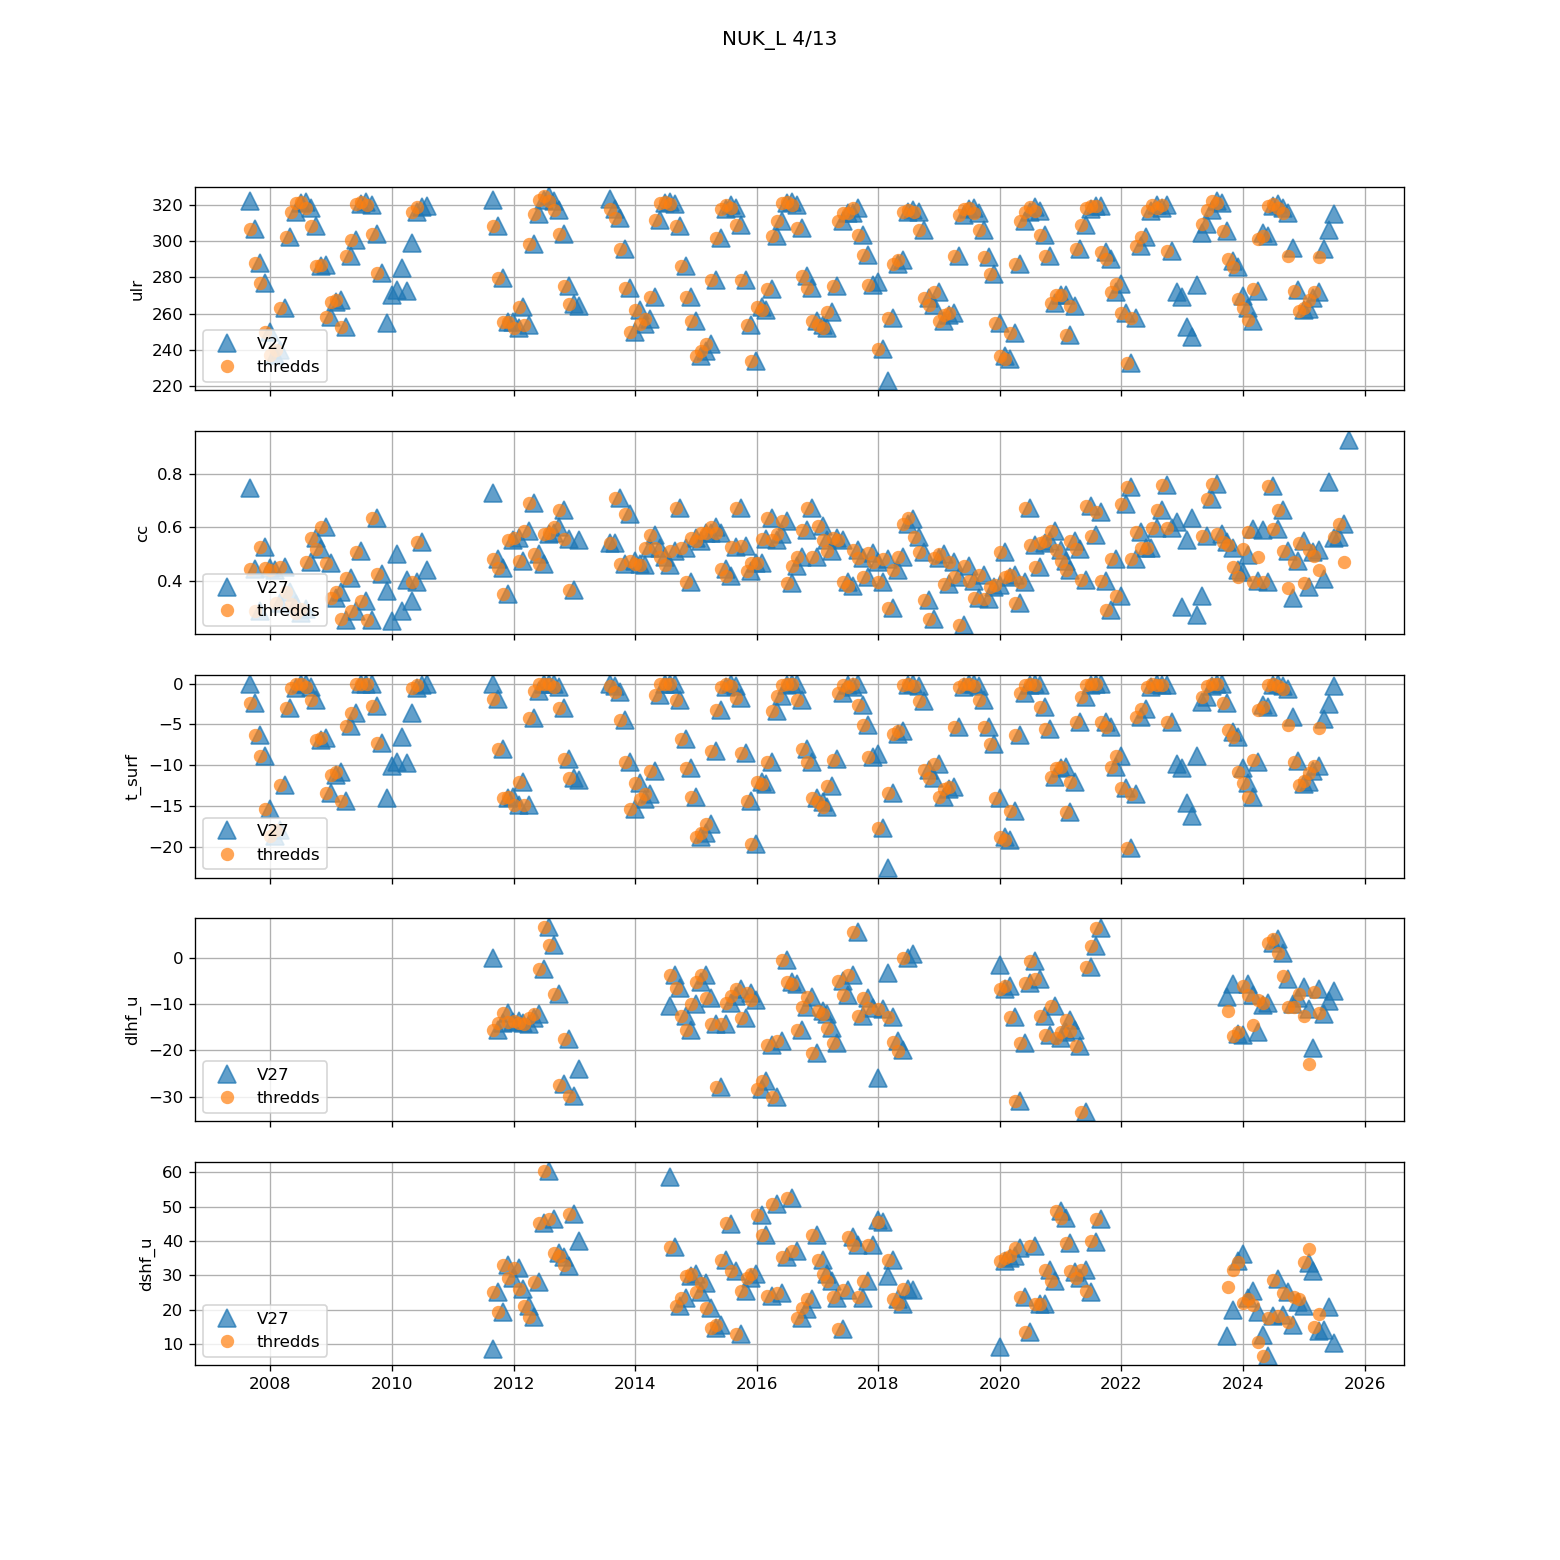 NUK_L 4/13
320
300
280
260
240
220
ulr
V27
thredds
0.8
0.6
0.4
cc
V27
thredds
0
−5
−10
−15
−20
t_surf
V27
thredds
0
−10
−20
−30
dlhf_u
V27
thredds
60
50
40
30
20
10
dshf_u
V27
thredds
2008 2010 2012 2014 2016 2018 2020 2022 2024 2026